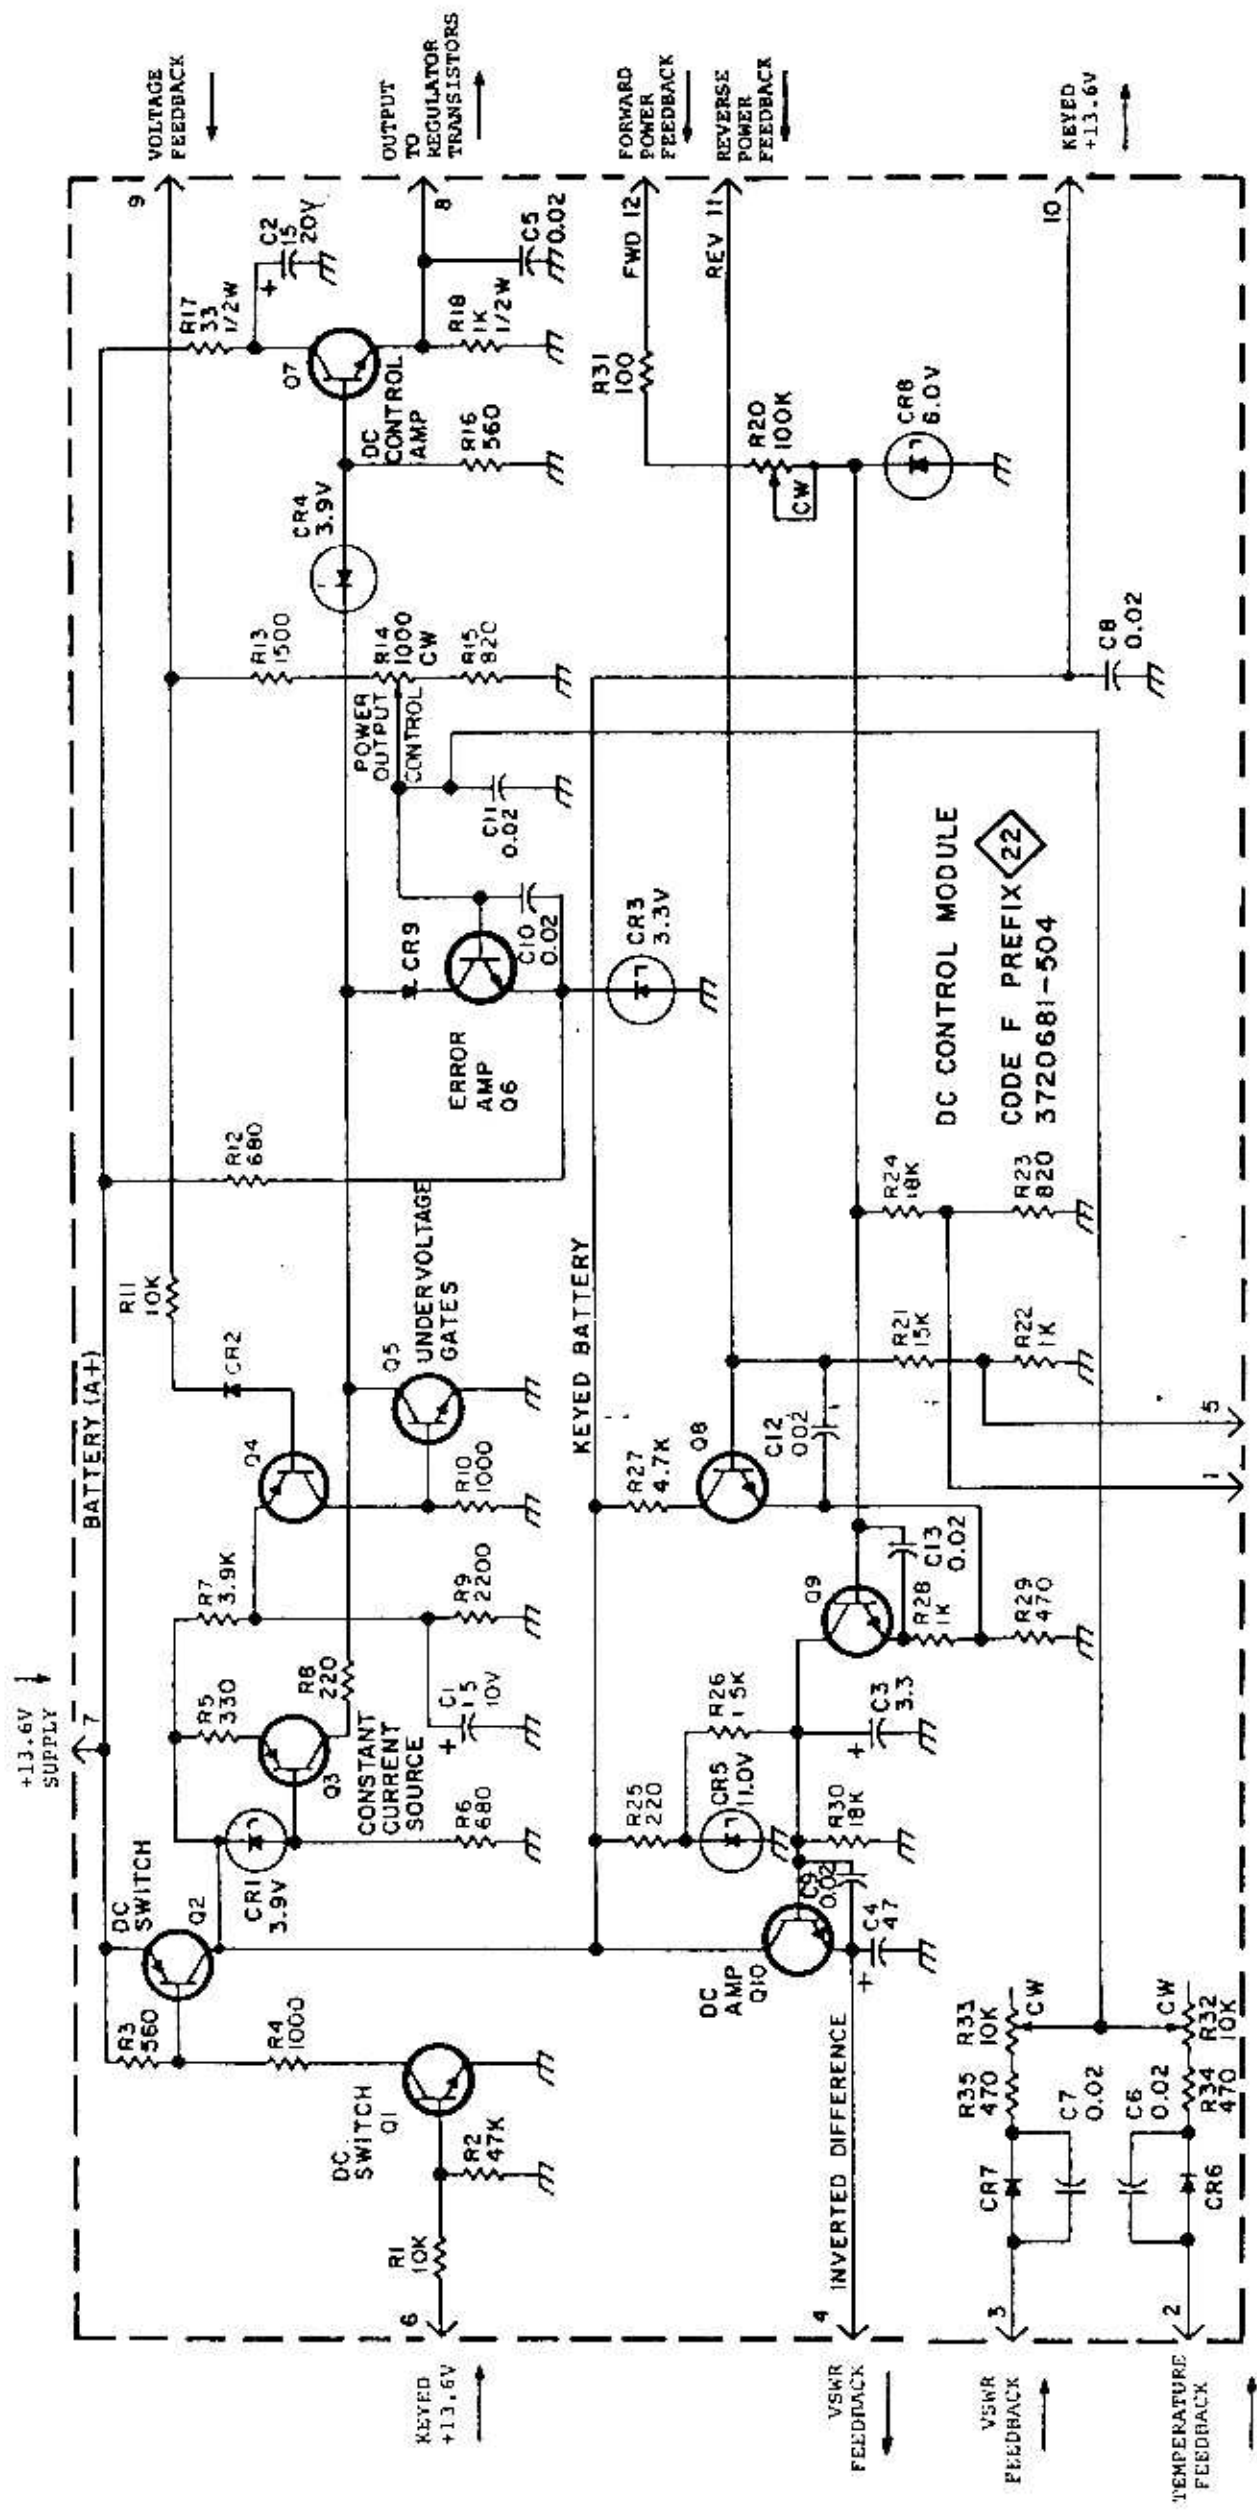 +13.6V
SUPPLY
7
BATTERY (A+)
DC
SWITCH
Q2
R3
560
R4
1000
DC
SWITCH
Q1
R2
47K
R1
10K
6
KEYED
+13.6V
CR1
3.9V
R5
330
R7
3.9K
Q3
CONSTANT
CURRENT
SOURCE
R6
680
R8
220
C1
15
10V
+
R9
2200
Q4
R10
1000
CR2
R11
10K
Q5
UNDERVOLTAGE
GATES
R12
680
ERROR
AMP
Q6
CR9
C10
0.02
C11
0.02
CR3
3.3V
POWER
OUTPUT
CONTROL
R13
1500
R14
1000
CW
R15
820
CR4
3.9V
DC
CONTROL
AMP
Q7
R16
560
R17
33
1/2W
+
C2
15
20V
R18
1K
1/2W
C5
0.02
9
VOLTAGE
FEEDBACK
8
OUTPUT
TO
REGULATOR
TRANSISTORS
FWD 12
FORWARD
POWER
FEEDBACK
REV 11
REVERSE
POWER
FEEDBACK
10
KEYED
+13.6V
R31
100
R20
100K
CW
CR8
6.0V
C8
0.02
KEYED BATTERY
R27
4.7K
Q8
C12
.002
R21
15K
R22
1K
R24
18K
R23
820
DC CONTROL MODULE
CODE F PREFIX 22
3720681-504
5
1
Q9
C13
0.02
R28
1K
R29
470
R25
220
R26
1.5K
CR5
11.0V
+
C3
3.3
R30
18K
C9
0.02
DC
AMP
Q10
+
C4
47
INVERTED DIFFERENCE
4
VSWR
FEEDBACK
R33
10K
CW
R35
470
C7
0.02
CR7
3
VSWR
FEEDBACK
CW
R32
10K
R34
470
C6
0.02
CR6
2
TEMPERATURE
FEEDBACK